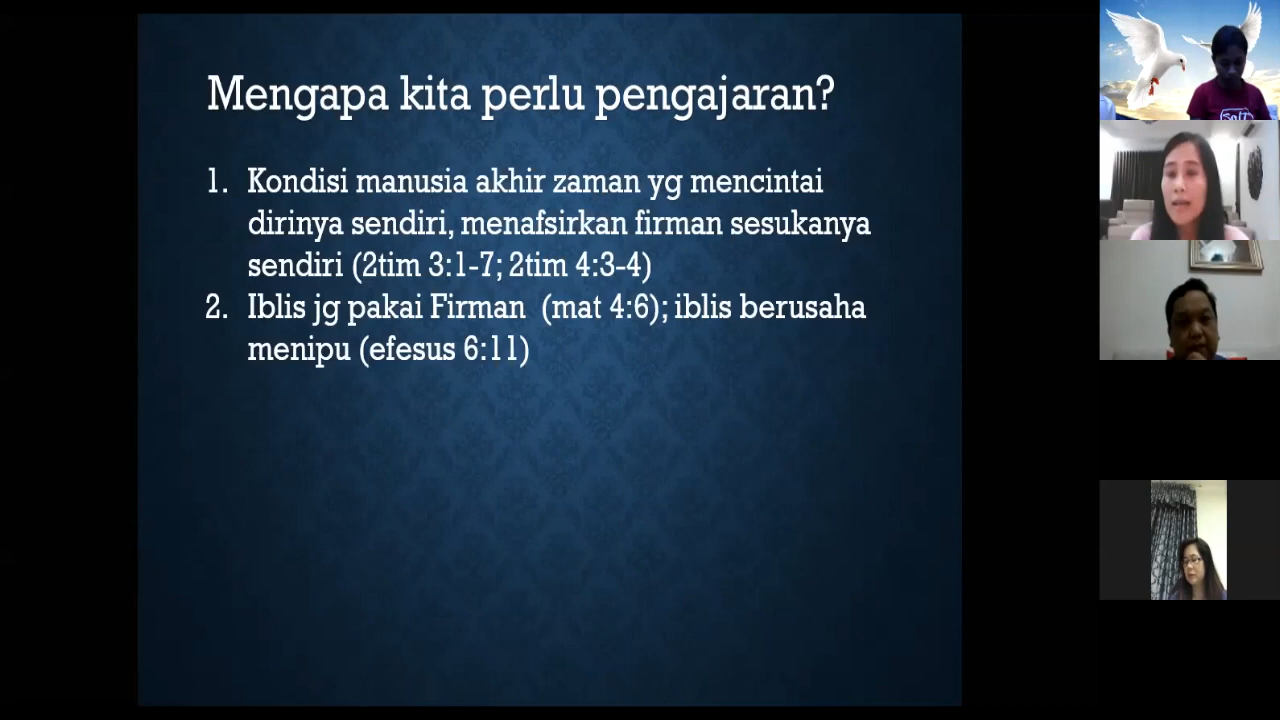 Mengapa kita perlu pengajaran?
1. Kondisi manusia akhir zaman yg mencintai
dirinya sendiri, menafsirkan firman sesukanya
sendiri (2tim 3:1-7; 2tim 4:3-4)
2. Iblis jg pakai Firman (mat 4:6); iblis berusaha
menipu (efesus 6:11)